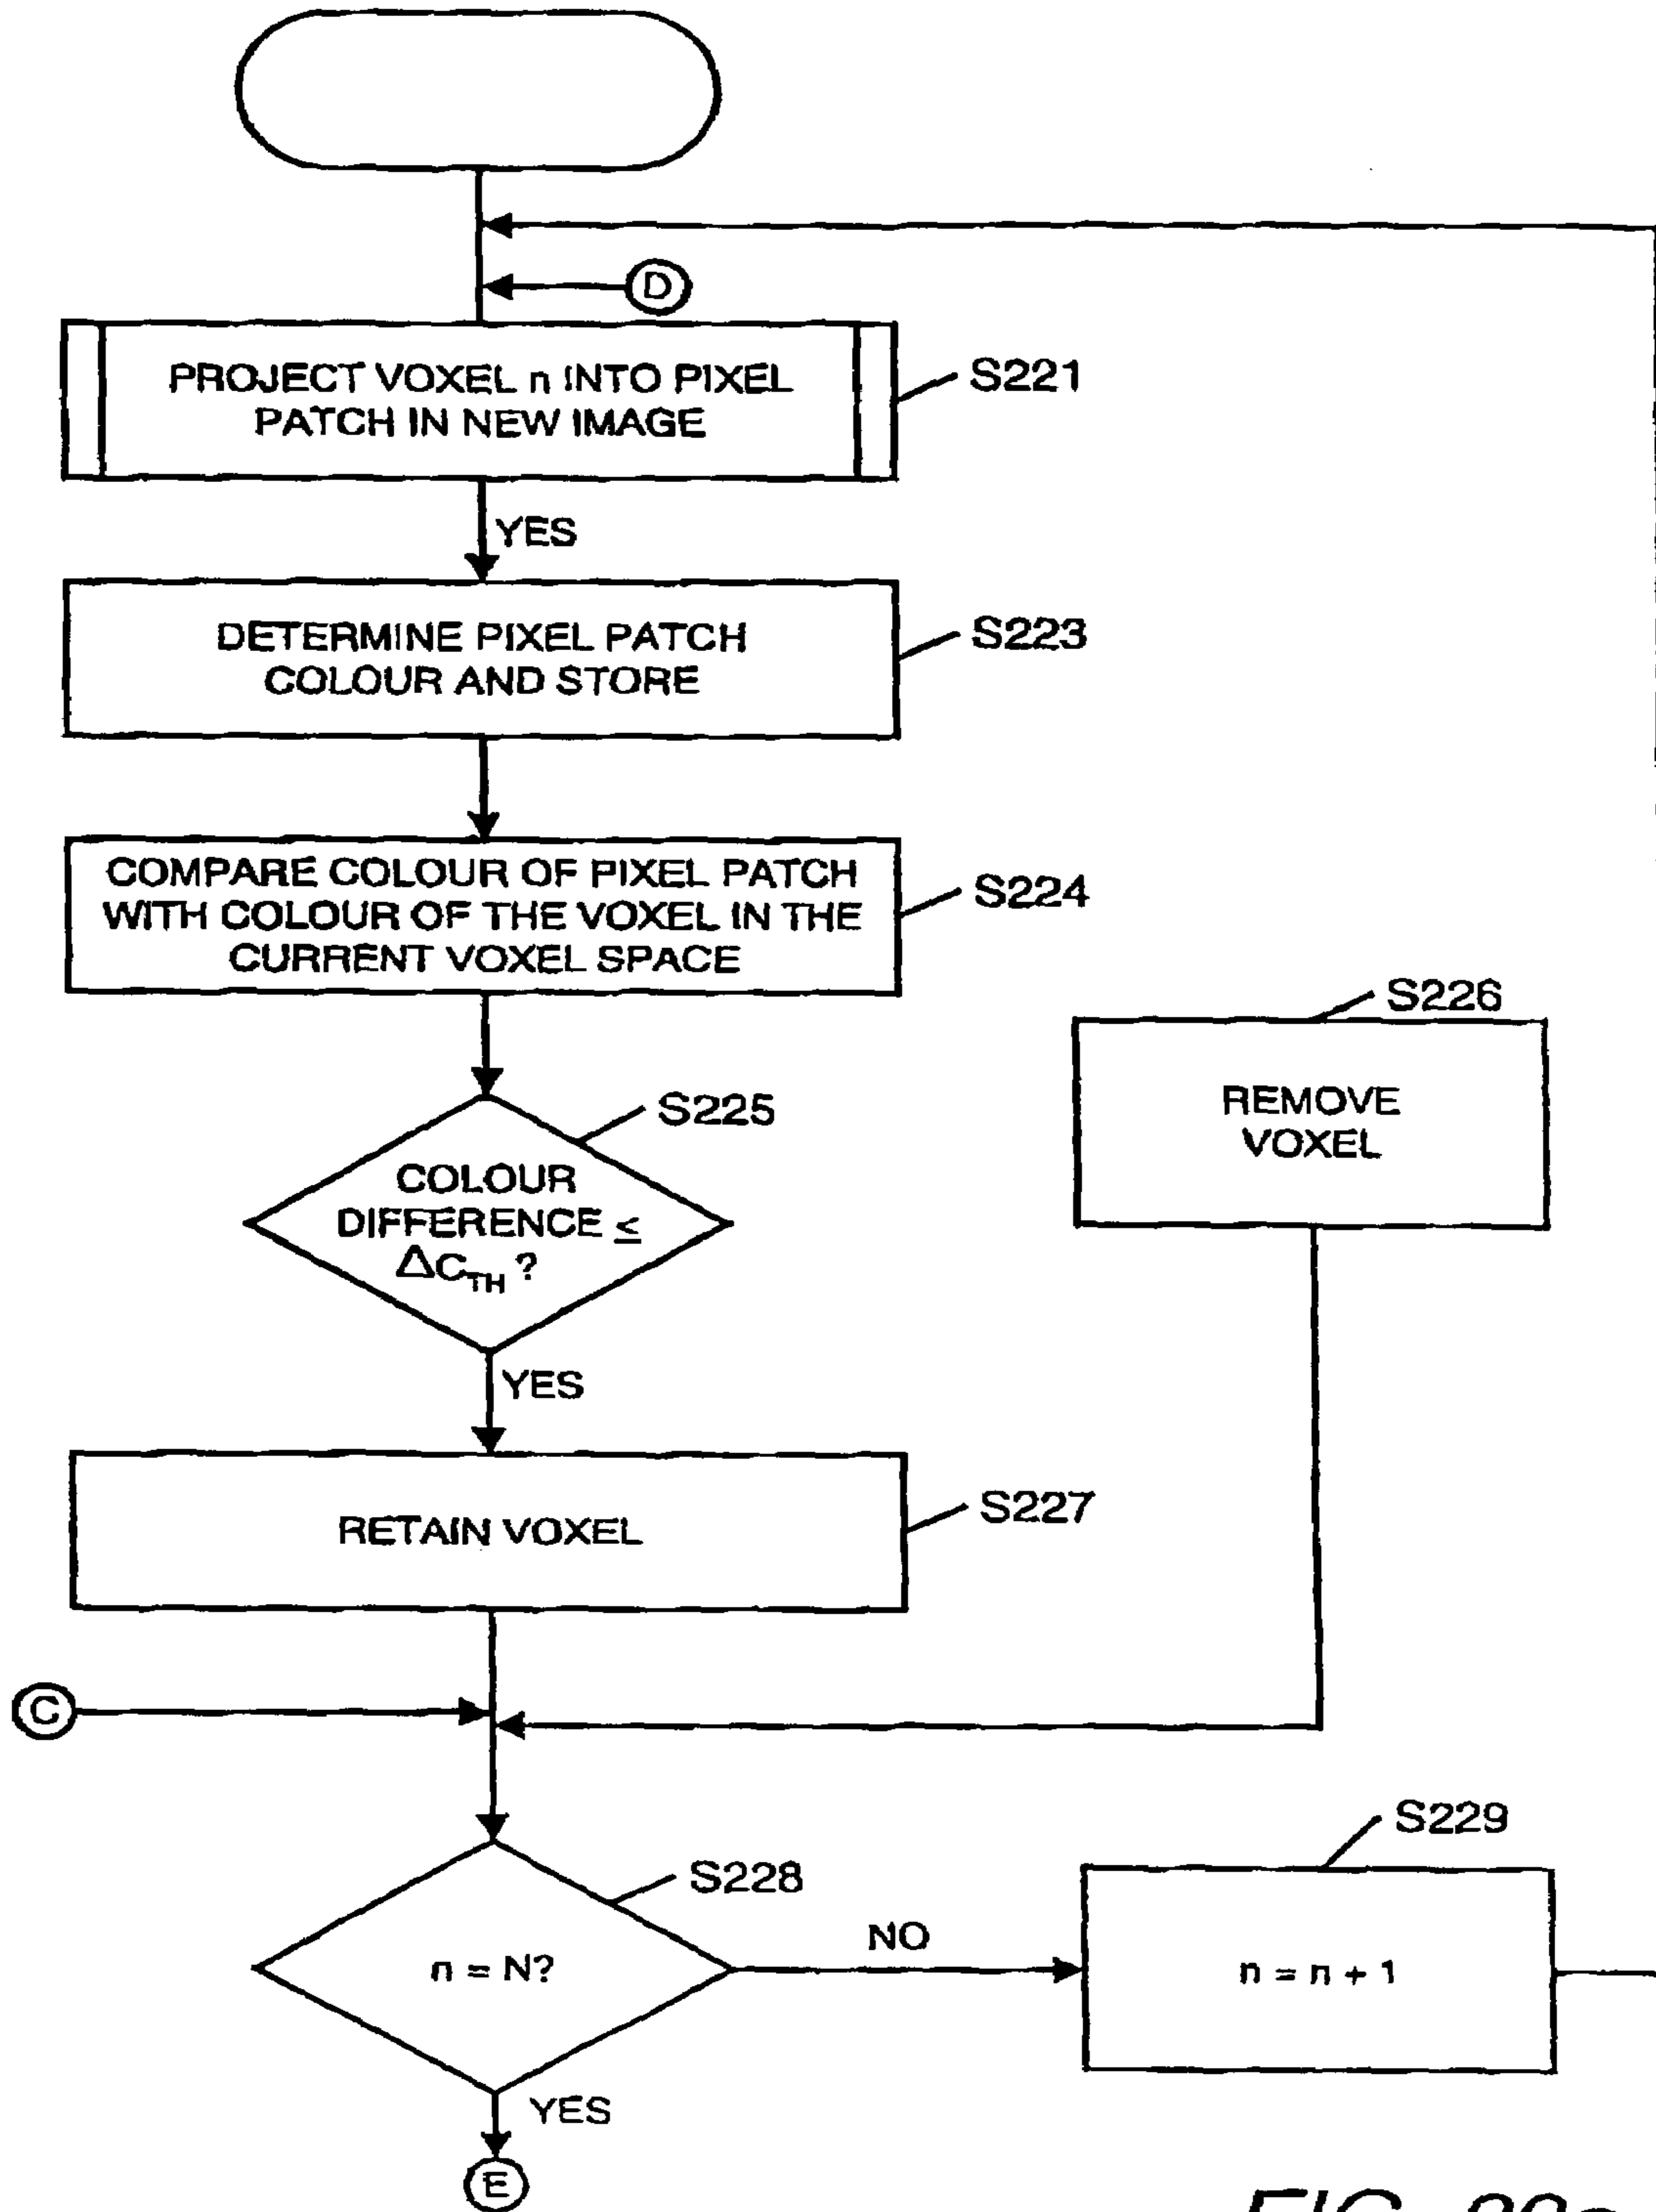 D
PROJECT VOXEL n INTO PIXEL
PATCH IN NEW IMAGE
S221
YES
DETERMINE PIXEL PATCH
COLOUR AND STORE
S223
COMPARE COLOUR OF PIXEL PATCH
WITH COLOUR OF THE VOXEL IN THE
CURRENT VOXEL SPACE
S224
S226
REMOVE
VOXEL
S225
COLOUR
DIFFERENCE ≤
ΔC_TH ?
YES
RETAIN VOXEL
S227
C
S228
n = N?
NO
S229
n = n + 1
YES
E
FIG.